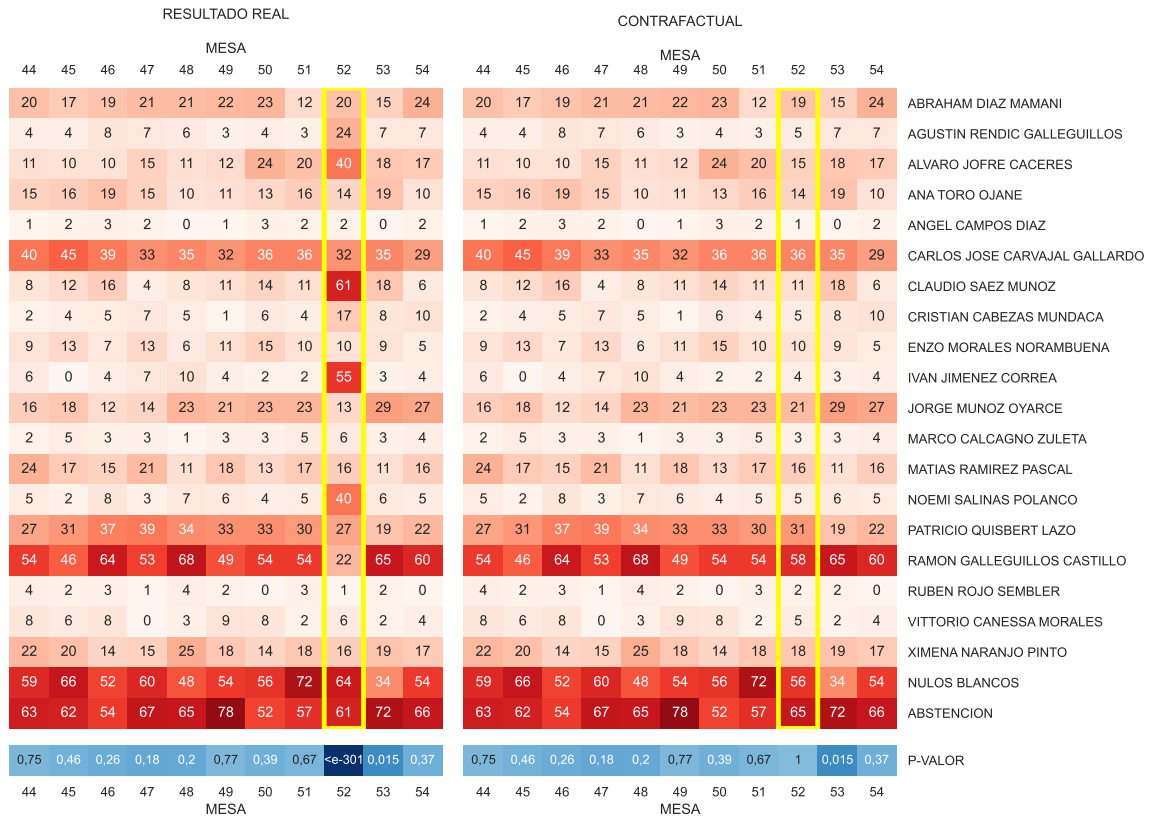 RESULTADO REAL CONTRAFACTUAL
MESA MESA
44 45 46 47 48 49 50 51 52 53 54 44 45 46 47 48 49 50 51 52 53 54
20 17 19 21 21 22 23 12 20 15 24 20 17 19 21 21 22 23 12 19 15 24 ABRAHAM DIAZ MAMANI
4 4 8 7 6 3 4 3 24 7 7 4 4 8 7 6 3 4 3 5 7 7 AGUSTIN RENDIC GALLEGUILLOS
11 10 10 15 11 12 24 20 40 18 17 11 10 10 15 11 12 24 20 15 18 17 ALVARO JOFRE CACERES
15 16 19 15 10 11 13 16 14 19 10 15 16 19 15 10 11 13 16 14 19 10 ANA TORO OJANE
1 2 3 2 0 1 3 2 2 0 2 1 2 3 2 0 1 3 2 1 0 2 ANGEL CAMPOS DIAZ
40 45 39 33 35 32 36 36 32 35 29 40 45 39 33 35 32 36 36 36 35 29 CARLOS JOSE CARVAJAL GALLARDO
8 12 16 4 8 11 14 11 61 18 6 8 12 16 4 8 11 14 11 11 18 6 CLAUDIO SAEZ MUNOZ
2 4 5 7 5 1 6 4 17 8 10 2 4 5 7 5 1 6 4 5 8 10 CRISTIAN CABEZAS MUNDACA
9 13 7 13 6 11 15 10 10 9 5 9 13 7 13 6 11 15 10 10 9 5 ENZO MORALES NORAMBUENA
6 0 4 7 10 4 2 2 55 3 4 6 0 4 7 10 4 2 2 4 3 4 IVAN JIMENEZ CORREA
16 18 12 14 23 21 23 23 13 29 27 16 18 12 14 23 21 23 23 21 29 27 JORGE MUNOZ OYARCE
2 5 3 3 1 3 3 5 6 3 4 2 5 3 3 1 3 3 5 3 3 4 MARCO CALCAGNO ZULETA
24 17 15 21 11 18 13 17 16 11 16 24 17 15 21 11 18 13 17 16 11 16 MATIAS RAMIREZ PASCAL
5 2 8 3 7 6 4 5 40 6 5 5 2 8 3 7 6 4 5 5 6 5 NOEMI SALINAS POLANCO
27 31 37 39 34 33 33 30 27 19 22 27 31 37 39 34 33 33 30 31 19 22 PATRICIO QUISBERT LAZO
54 46 64 53 68 49 54 54 22 65 60 54 46 64 53 68 49 54 54 58 65 60 RAMON GALLEGUILLOS CASTILLO
4 2 3 1 4 2 0 3 1 2 0 4 2 3 1 4 2 0 3 2 2 0 RUBEN ROJO SEMBLER
8 6 8 0 3 9 8 2 6 2 4 8 6 8 0 3 9 8 2 5 2 4 VITTORIO CANESSA MORALES
22 20 14 15 25 18 14 18 16 19 17 22 20 14 15 25 18 14 18 18 19 17 XIMENA NARANJO PINTO
59 66 52 60 48 54 56 72 64 34 54 59 66 52 60 48 54 56 72 56 34 54 NULOS BLANCOS
63 62 54 67 65 78 52 57 61 72 66 63 62 54 67 65 78 52 57 65 72 66 ABSTENCION
0,75 0,46 0,26 0,18 0,2 0,77 0,39 0,67 <e-301 0,015 0,37 0,75 0,46 0,26 0,18 0,2 0,77 0,39 0,67 1 0,015 0,37 P-VALOR
44 45 46 47 48 49 50 51 52 53 54 44 45 46 47 48 49 50 51 52 53 54
MESA MESA